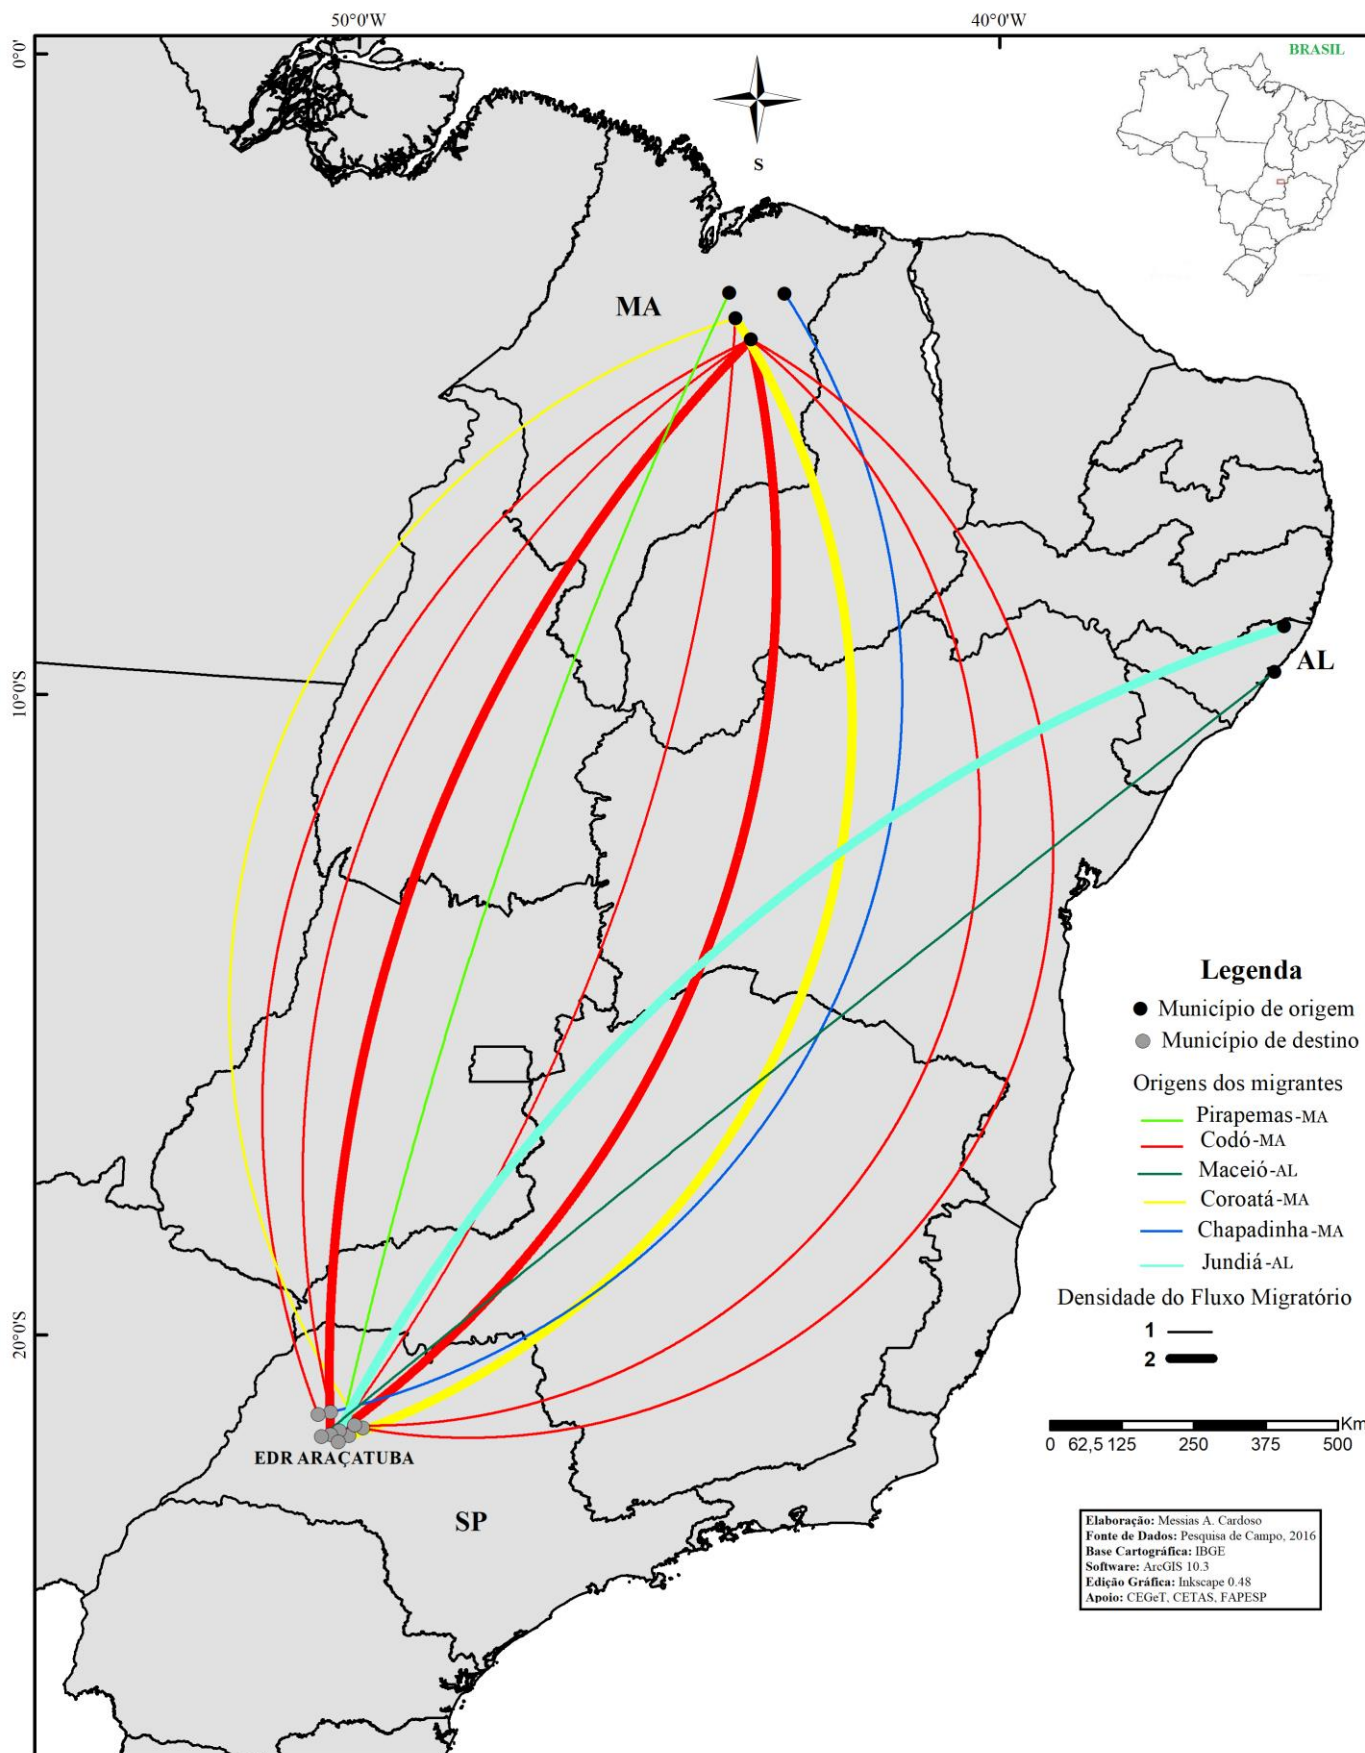 50°0'W
40°0'W
0°0'
BRASIL
S
MA
10°0'S
AL
Legenda
Município de origem
Município de destino
Origens dos migrantes
Pirapemas-MA
Codó-MA
Maceió-AL
Coroatá-MA
Chapadinha-MA
Jundiá-AL
Densidade do Fluxo Migratório
1
2
20°0'S
Km
0 62,5 125 250 375 500
EDR ARAÇATUBA
SP
Elaboração: Messias A. Cardoso
Fonte de Dados: Pesquisa de Campo, 2016
Base Cartográfica: IBGE
Software: ArcGIS 10.3
Edição Gráfica: Inkscape 0.48
Apoio: CEGeT, CETAS, FAPESP